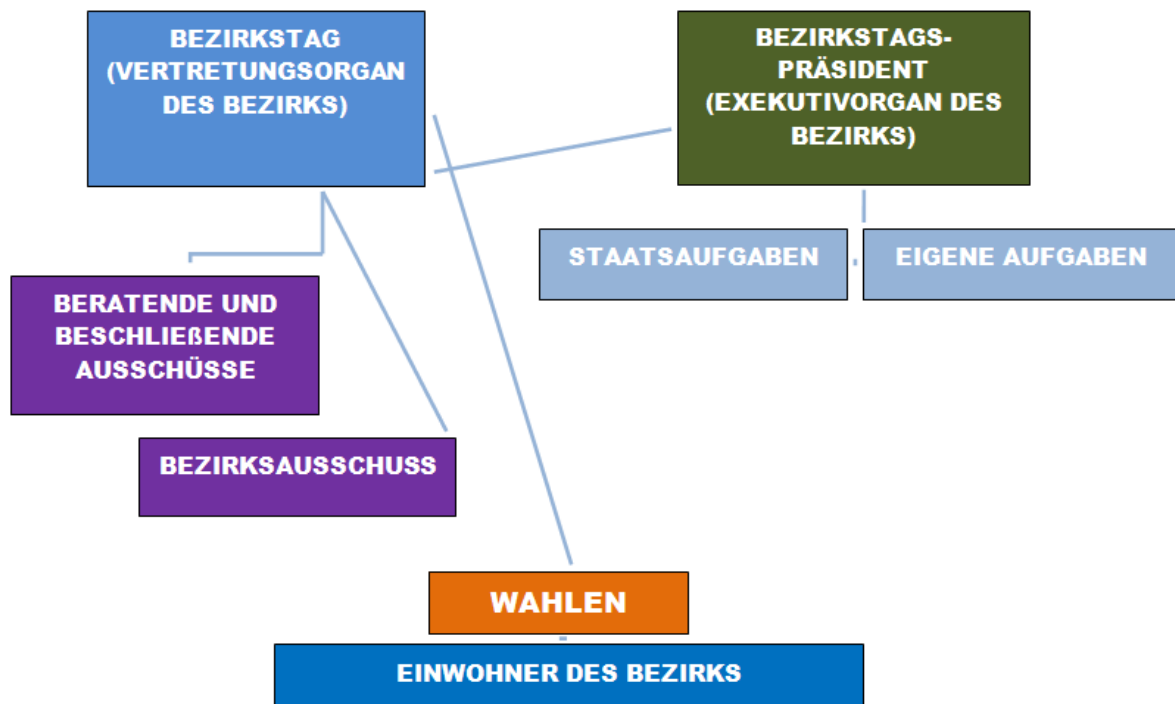 BEZIRKSTAG
(VERTRETUNGSORGAN
DES BEZIRKS)
BEZIRKSTAGS-
PRÄSIDENT
(EXEKUTIVORGAN DES
BEZIRKS)
STAATSAUFGABEN
EIGENE AUFGABEN
BERATENDE UND
BESCHLIEßENDE
AUSSCHÜSSE
BEZIRKSAUSSCHUSS
WAHLEN
EINWOHNER DES BEZIRKS